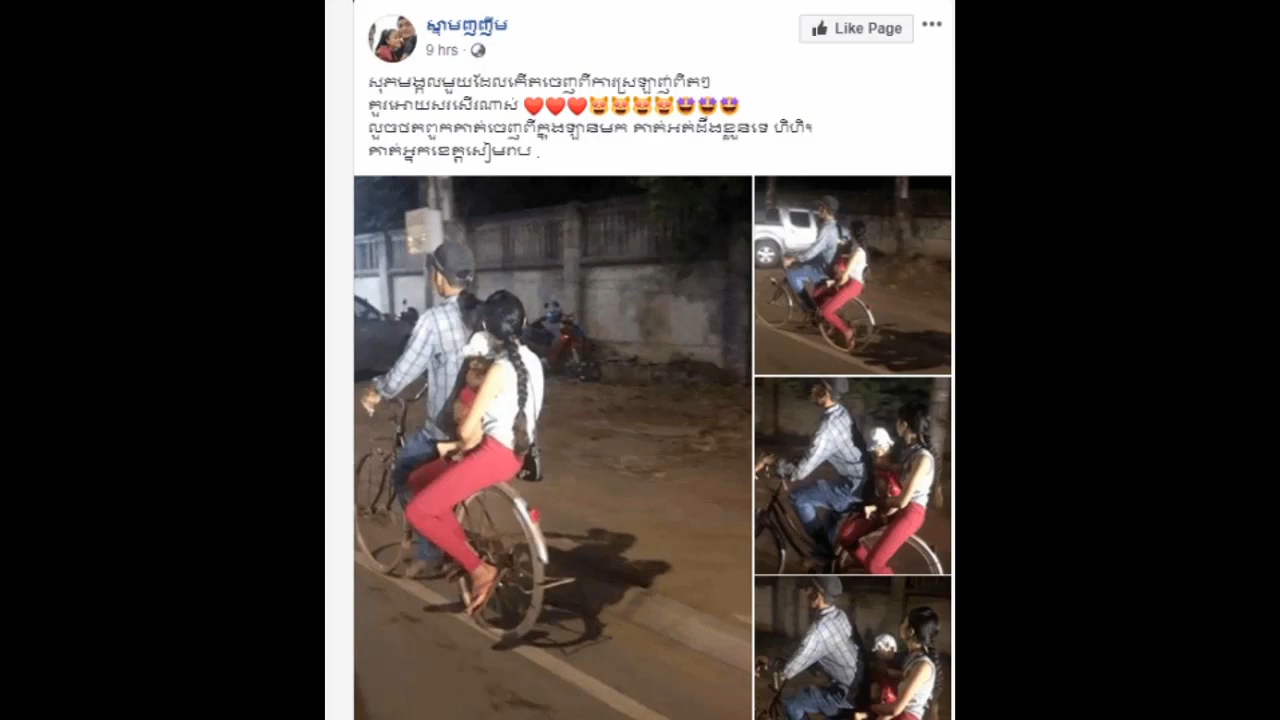 ស្នាមញញឹម
9 hrs ·
Like Page
សុភមង្គលមួយដែលកើតចេញពីការស្រឡាញ់ពិតៗ
គួរអោយសរសើរណាស់ ❤️❤️❤️😻😻😻😻🤩🤩🤩
លួចថតពួកគាត់ចេញពីក្នុងឡានមក គាត់អត់ដឹងខ្លួនទេ ហិហិ។
គាត់អ្នកខេត្តសៀមរាប .